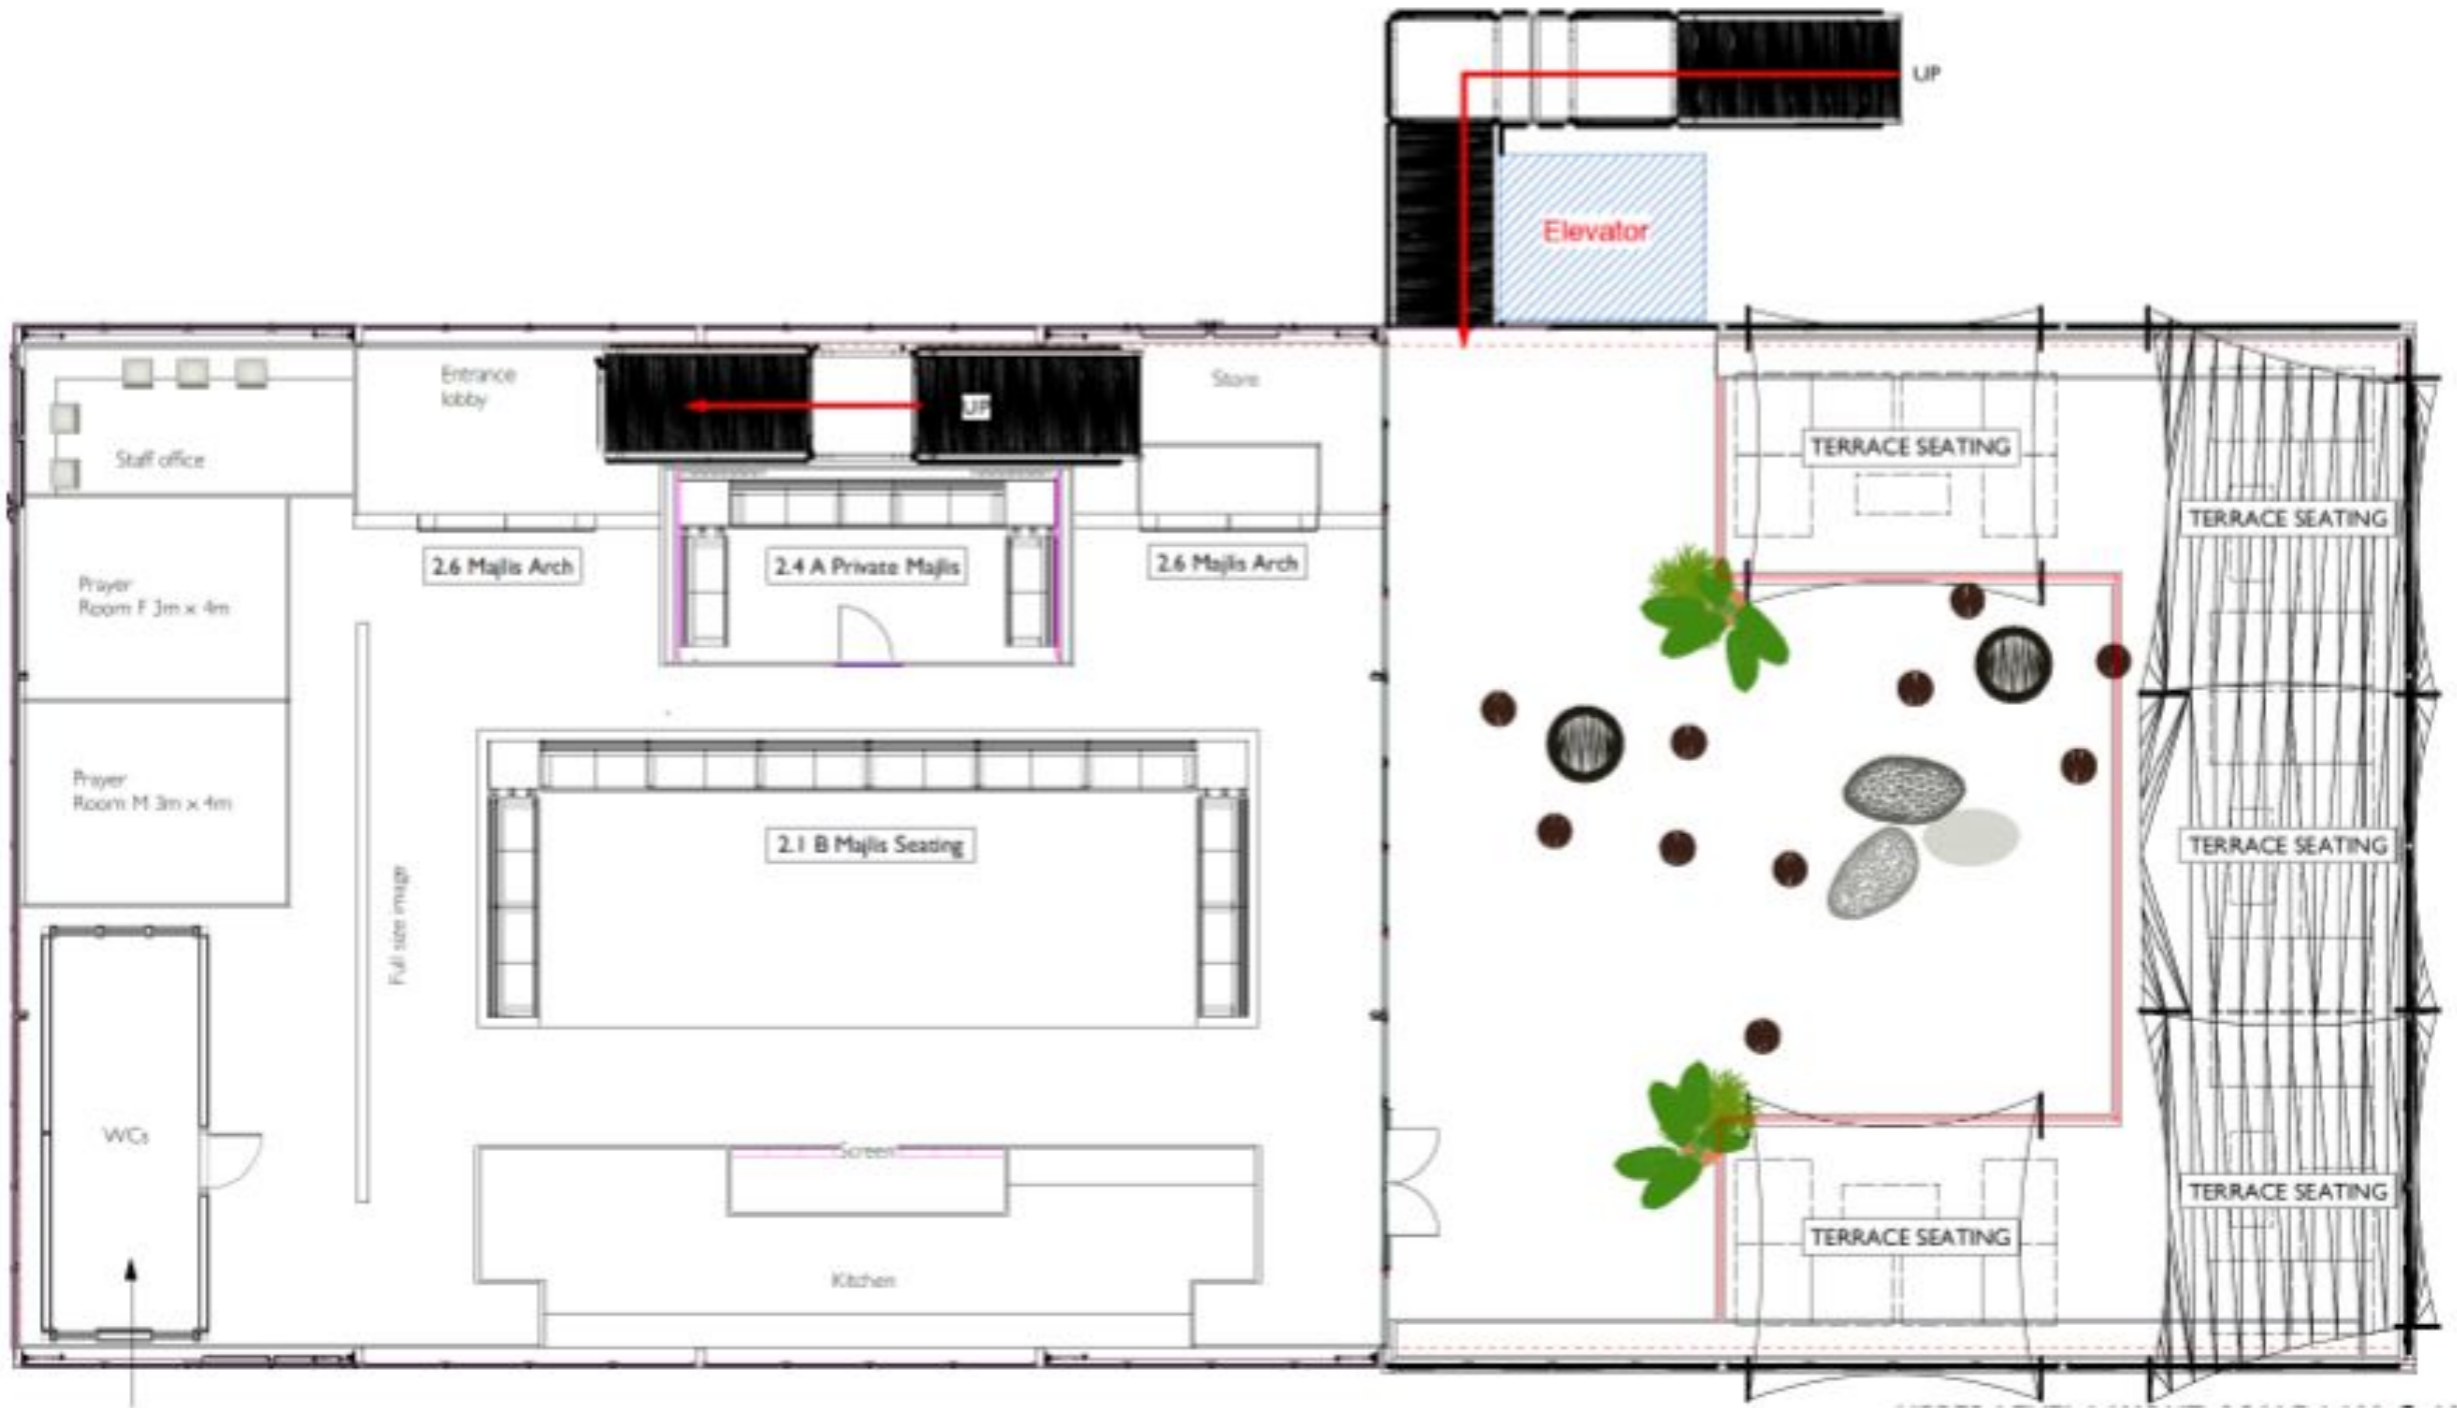 UP
Elevator
Entrance
lobby
UP
Store
Staff office
TERRACE SEATING
TERRACE SEATING
2.6 Majlis Arch
2.4 A Private Majlis
2.6 Majlis Arch
Prayer
Room F 3m x 4m
Prayer
Room M 3m x 4m
2.1 B Majlis Seating
TERRACE SEATING
Full size image
WCs
Screen
TERRACE SEATING
TERRACE SEATING
Kitchen